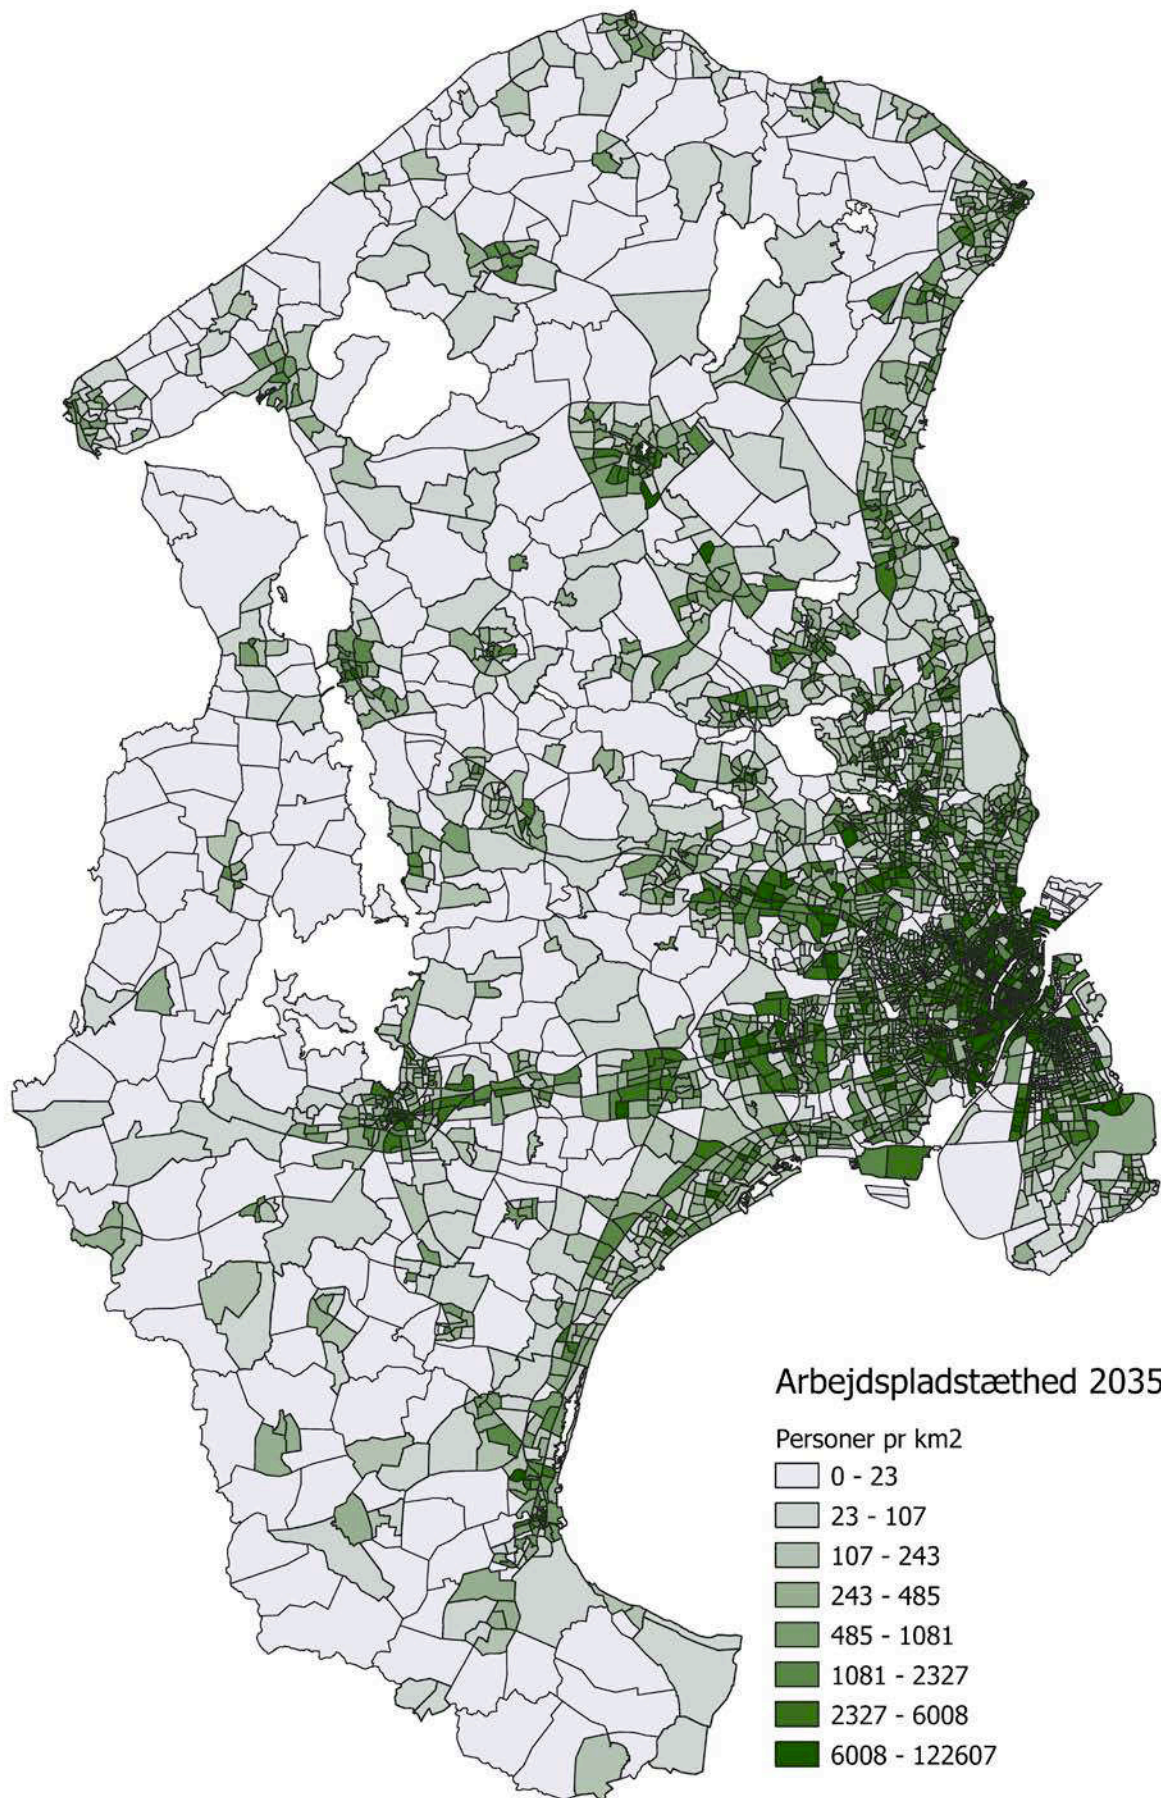 Arbejdspladstæthed 2035
Personer pr km2
0 - 23
23 - 107
107 - 243
243 - 485
485 - 1081
1081 - 2327
2327 - 6008
6008 - 122607